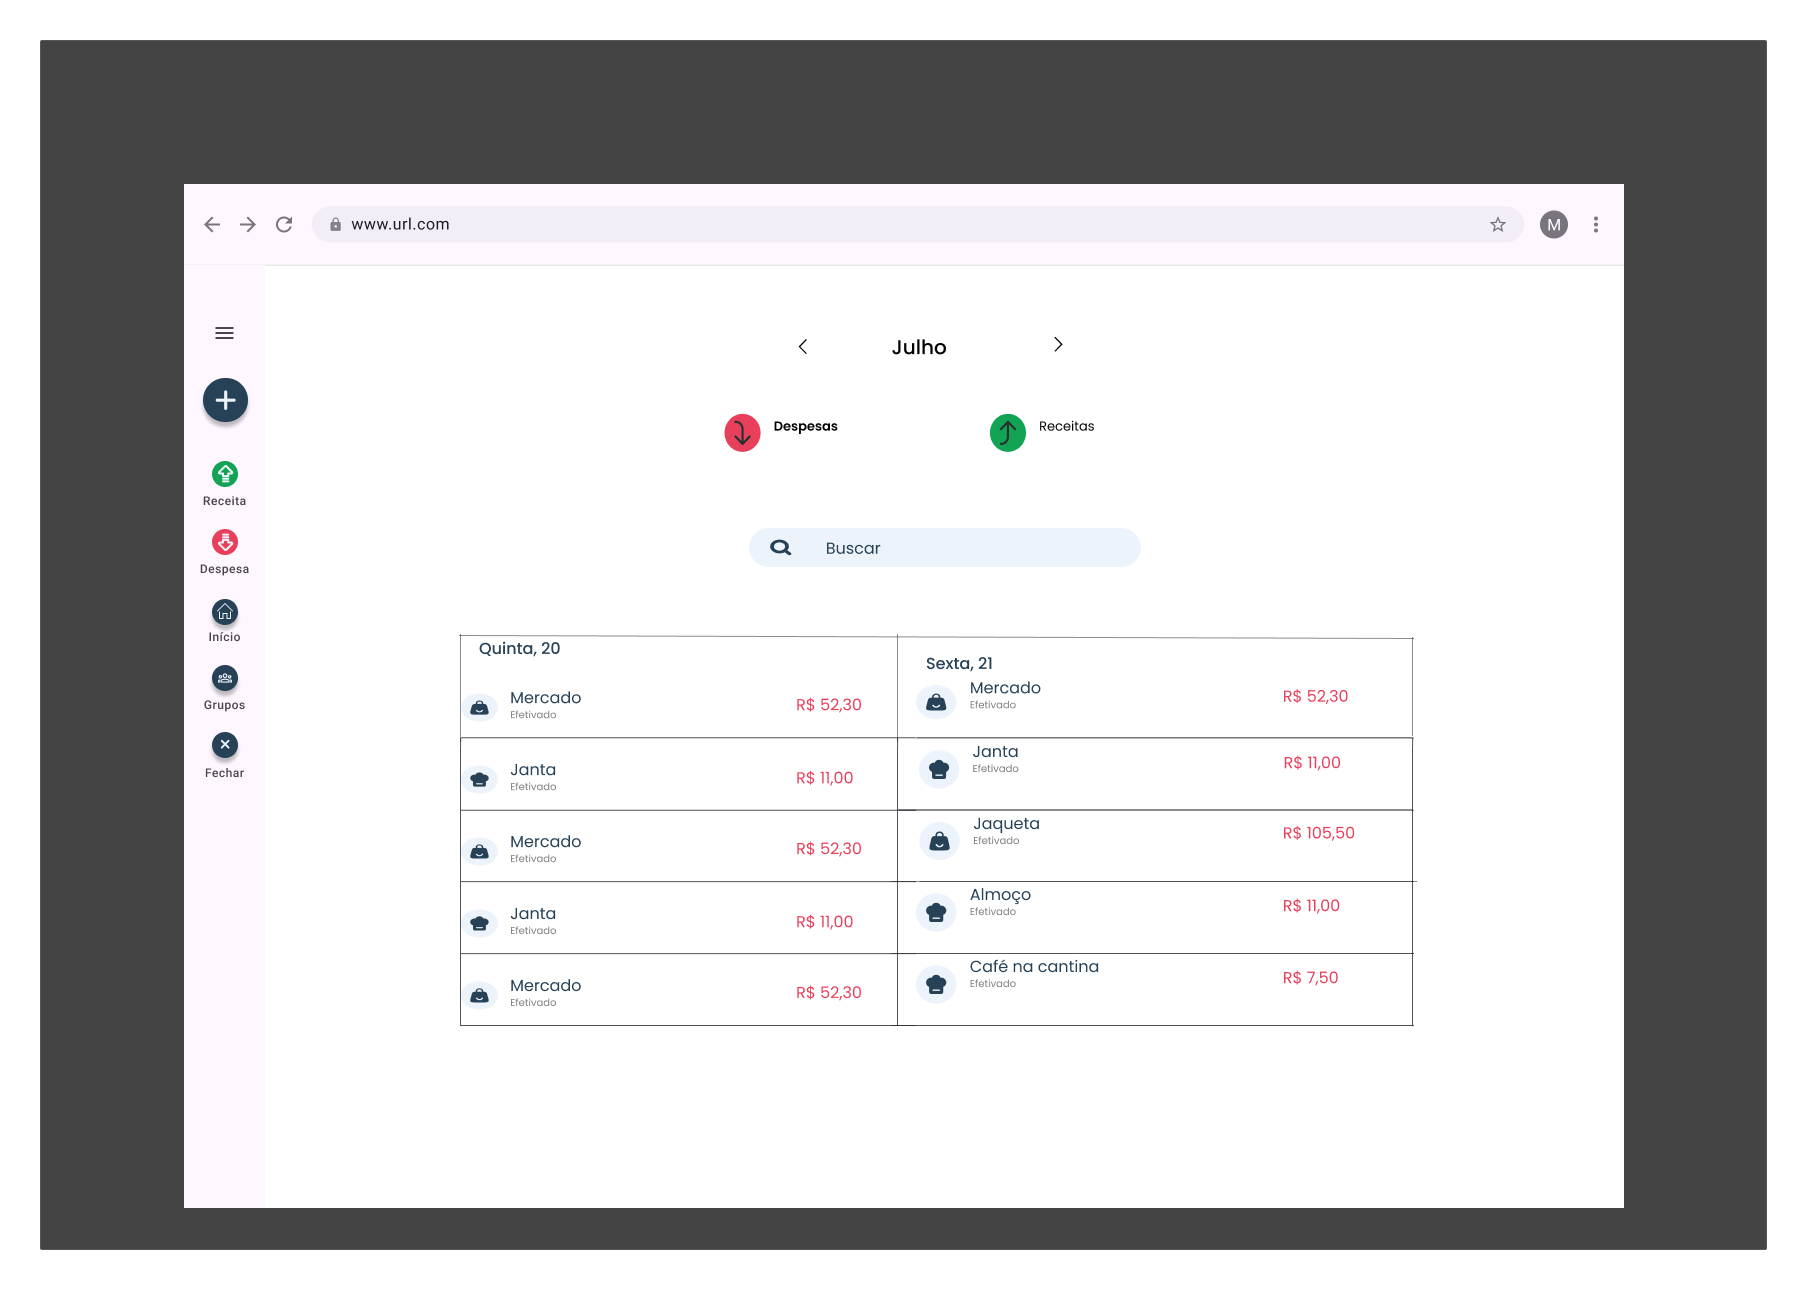 www.url.com
M
Receita
Despesa
Início
Grupos
Fechar
Julho
Despesas
Receitas
Buscar
Quinta, 20
Mercado
Efetivado
R$ 52,30
Janta
Efetivado
R$ 11,00
Mercado
Efetivado
R$ 52,30
Janta
Efetivado
R$ 11,00
Mercado
Efetivado
R$ 52,30
Sexta, 21
Mercado
Efetivado
R$ 52,30
Janta
Efetivado
R$ 11,00
Jaqueta
Efetivado
R$ 105,50
Almoço
Efetivado
R$ 11,00
Café na cantina
Efetivado
R$ 7,50